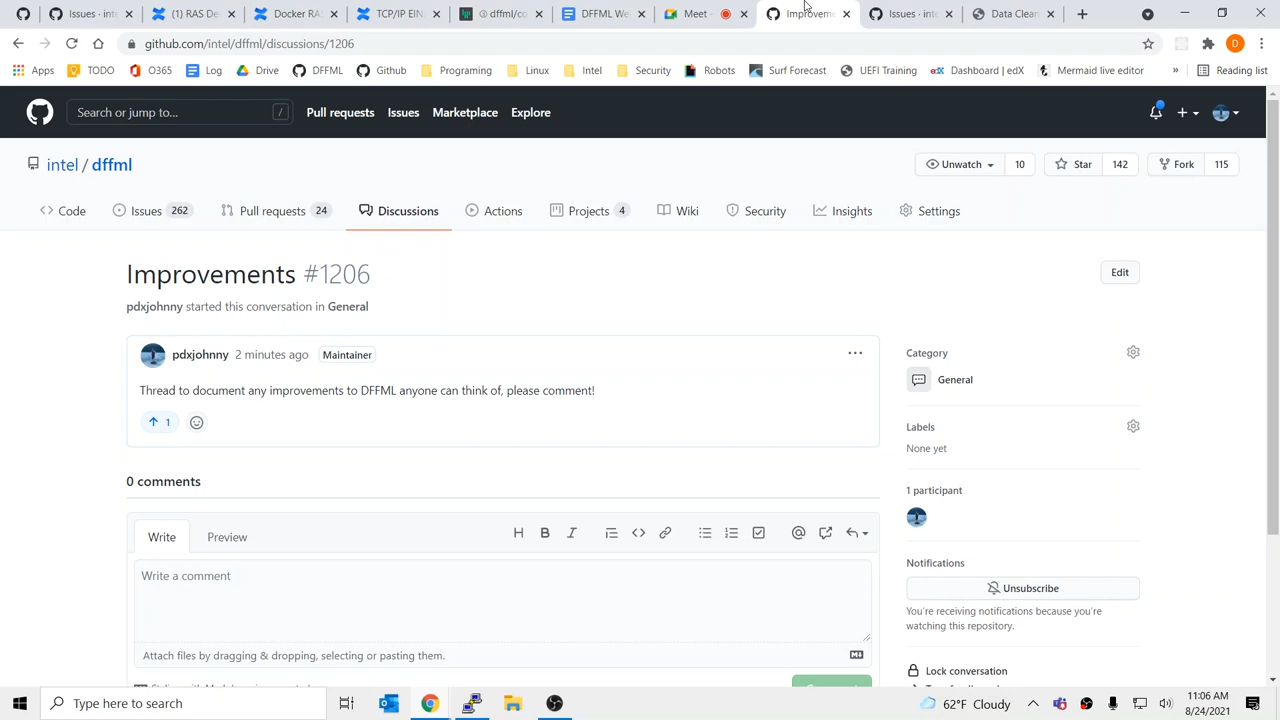 Issues · inte
(1) RAS De
Docker RAS
TCP/IP EIN
dffml/co
DFFML We
Meet -
Improveme
Issues · inte
Data Clean
github.com/intel/dffml/discussions/1206
D
Apps
TODO
O365
Log
Drive
DFFML
Github
Programing
Linux
Intel
Security
Robots
Surf Forecast
UEFI Training
edX
Dashboard | edX
Mermaid live editor
»
Reading list
Search or jump to...
/
Pull requests
Issues
Marketplace
Explore
intel / dffml
Unwatch
10
Star
142
Fork
115
Code
Issues 262
Pull requests 24
Discussions
Actions
Projects 4
Wiki
Security
Insights
Settings
Improvements #1206
Edit
pdxjohnny started this conversation in General
pdxjohnny 2 minutes ago Maintainer
Thread to document any improvements to DFFML anyone can think of, please comment!
1
0 comments
Write
Preview
H B I
Write a comment
Attach files by dragging & dropping, selecting or pasting them.
Category
General
Labels
None yet
1 participant
Notifications
Unsubscribe
You're receiving notifications because you're
watching this repository.
Lock conversation
Type here to search
62°F Cloudy
11:06 AM
8/24/2021